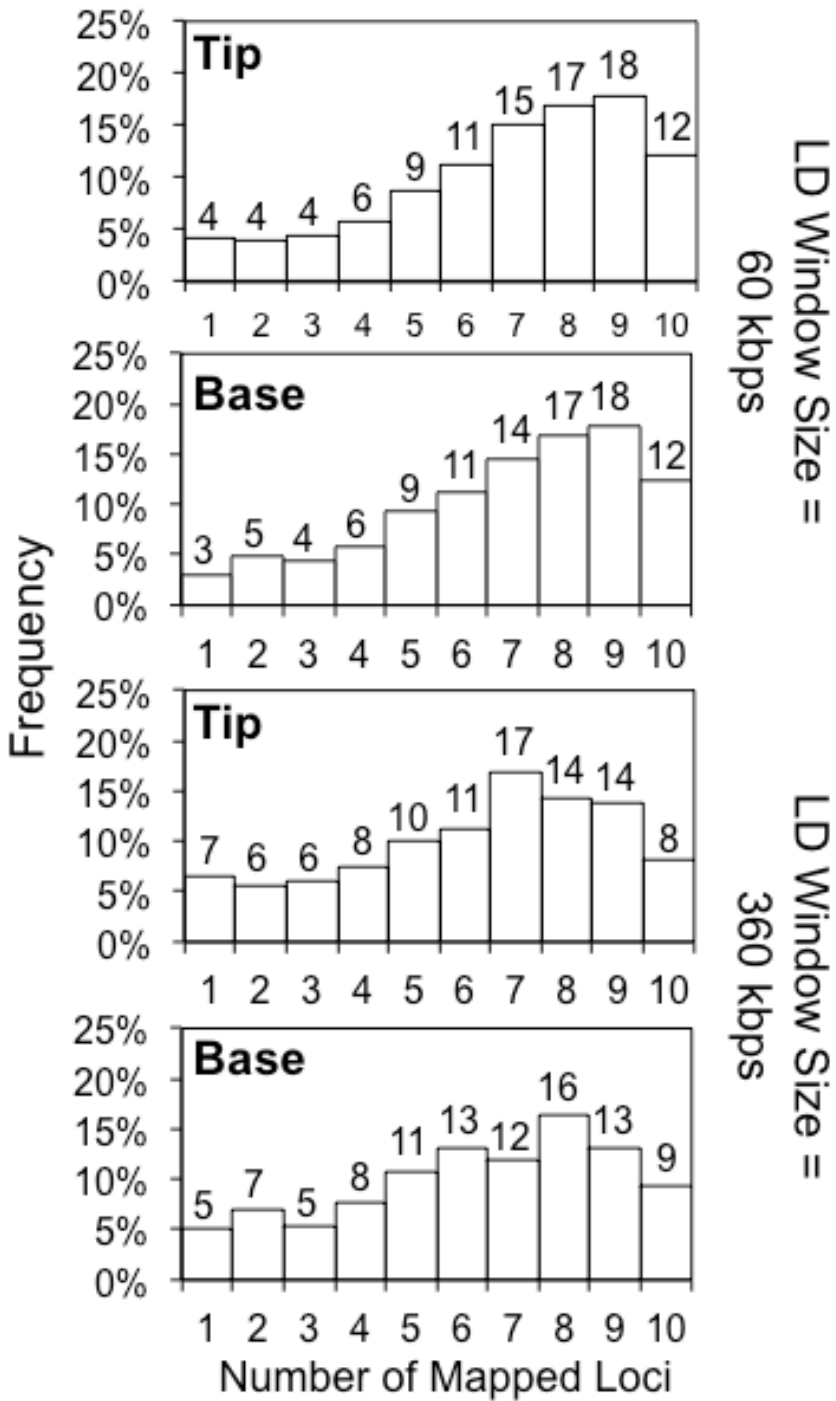 25%
Tip
20%
15%
10%
5%
0%
4 4 4 6 9 11 15 17 18 12
1 2 3 4 5 6 7 8 9 10
25%
Base
20%
15%
10%
5%
0%
3 5 4 6 9 11 14 17 18 12
1 2 3 4 5 6 7 8 9 10
LD Window Size =
60 kbps
Frequency
25%
Tip
20%
15%
10%
5%
0%
7 6 6 8 10 11 17 14 14 8
1 2 3 4 5 6 7 8 9 10
25%
Base
20%
15%
10%
5%
0%
5 7 5 8 11 13 12 16 13 9
1 2 3 4 5 6 7 8 9 10
LD Window Size =
360 kbps
Number of Mapped Loci